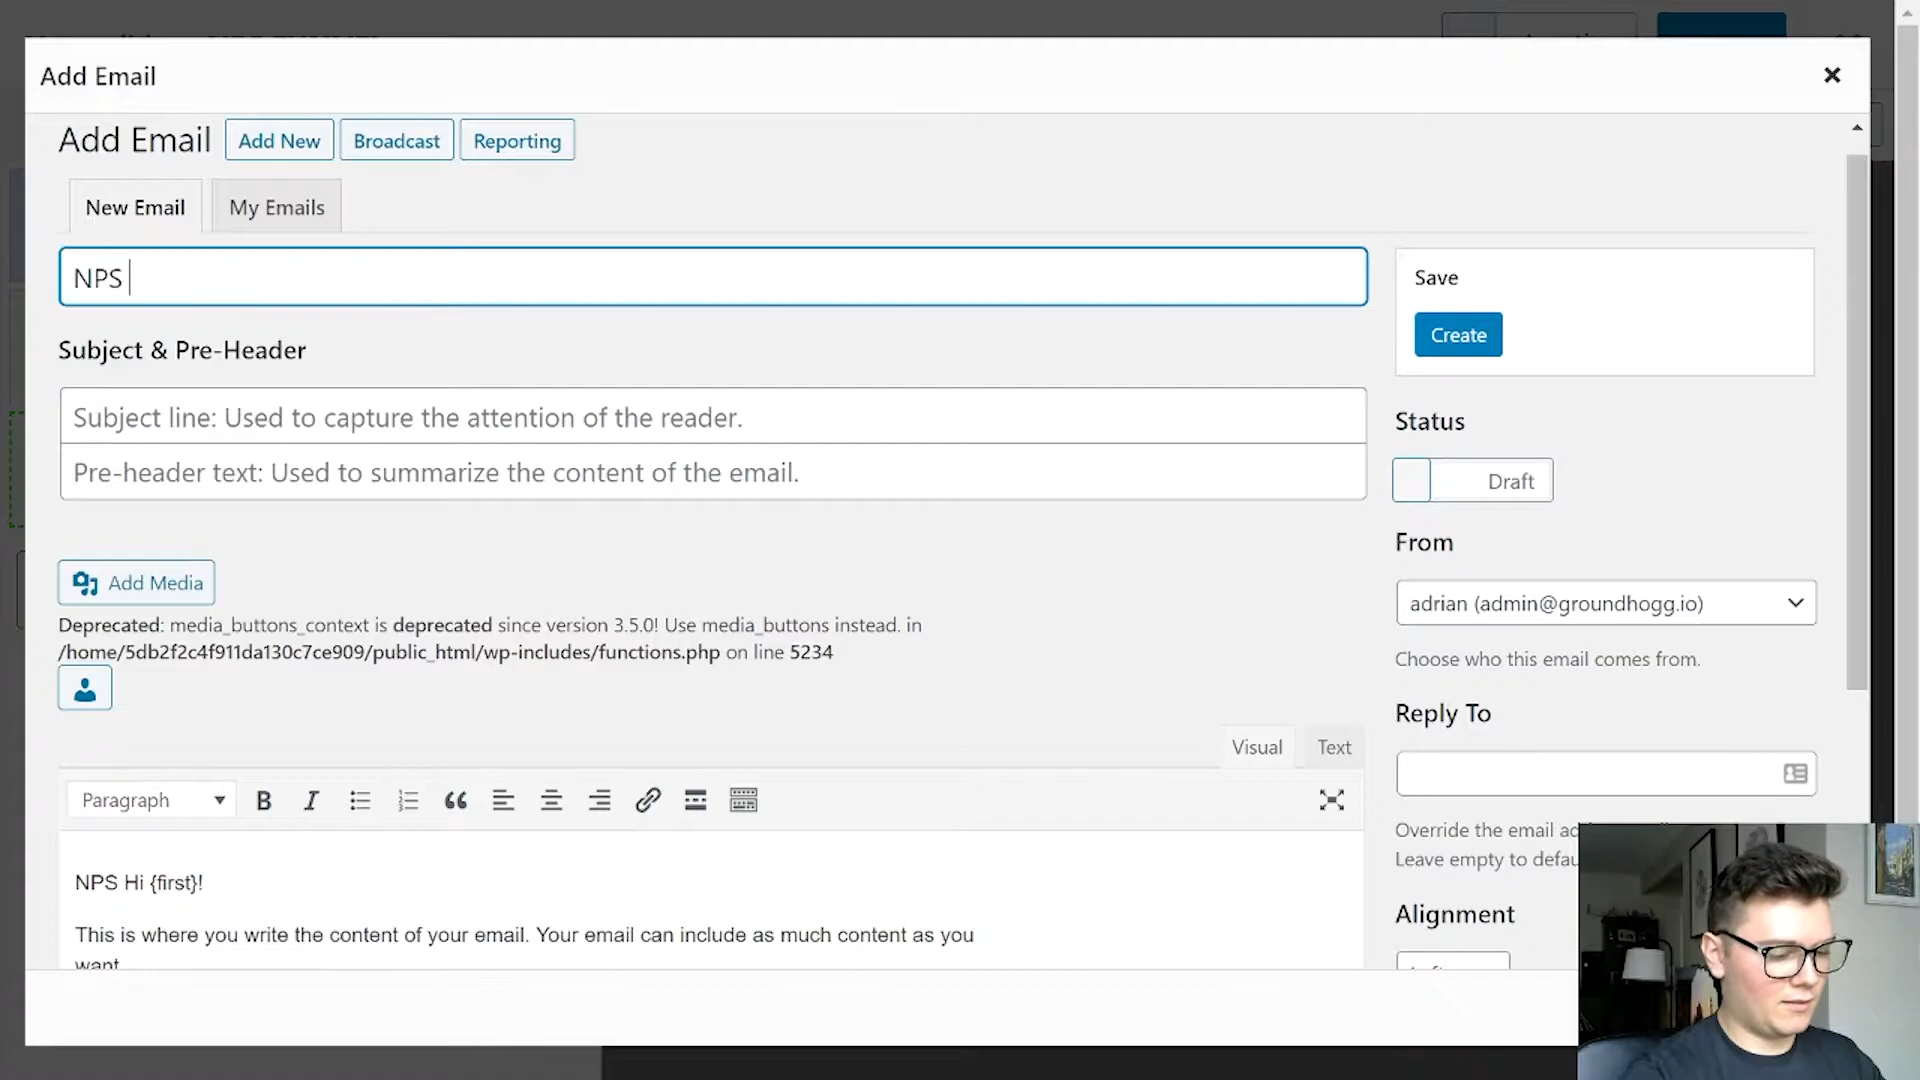 Add Email
Add Email
Add New
Broadcast
Reporting
New Email
My Emails
NPS
Save
Create
Subject & Pre-Header
Subject line: Used to capture the attention of the reader.
Pre-header text: Used to summarize the content of the email.
Status
Draft
From
adrian (admin@groundhogg.io)
Choose who this email comes from.
Add Media
Deprecated: media_buttons_context is deprecated since version 3.5.0! Use media_buttons instead. in
/home/5db2f2c4f911da130c7ce909/public_html/wp-includes/functions.php on line 5234
Reply To
Visual
Text
Paragraph
Override the email
Leave empty to
NPS Hi {first}!
This is where you write the content of your email. Your email can include as much content as you
want
Alignment